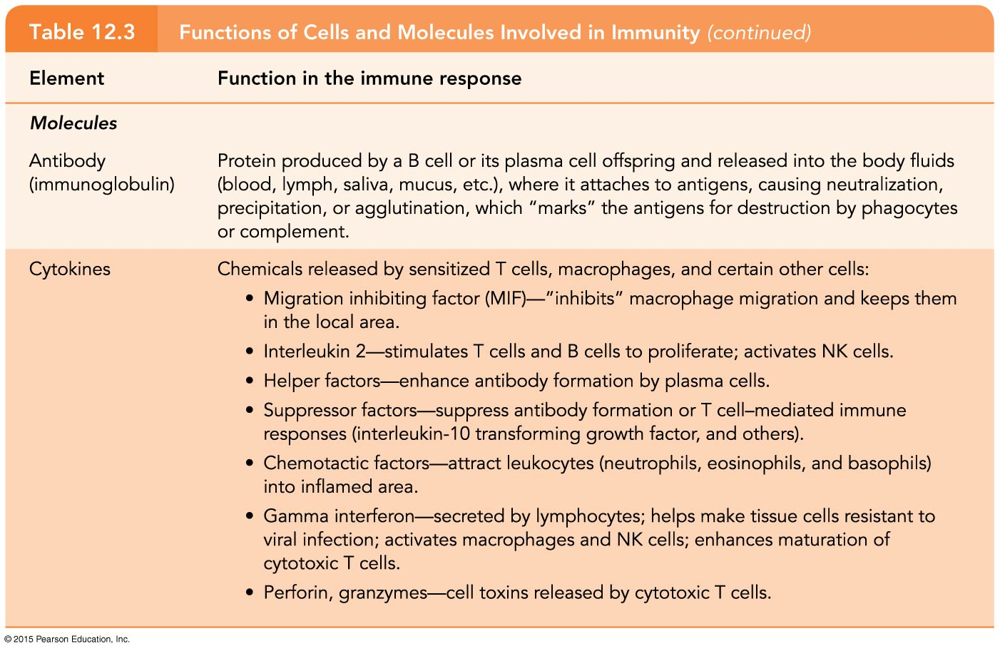 Table 12.3 Functions of Cells and Molecules Involved in Immunity (continued)
Element Function in the immune response
Molecules
Antibody Protein produced by a B cell or its plasma cell offspring and released into the body fluids
(immunoglobulin) (blood, lymph, saliva, mucus, etc.), where it attaches to antigens, causing neutralization,
precipitation, or agglutination, which “marks” the antigens for destruction by phagocytes
or complement.
Cytokines Chemicals released by sensitized T cells, macrophages, and certain other cells:
• Migration inhibiting factor (MIF)—”inhibits” macrophage migration and keeps them
in the local area.
• Interleukin 2—stimulates T cells and B cells to proliferate; activates NK cells.
• Helper factors—enhance antibody formation by plasma cells.
• Suppressor factors—suppress antibody formation or T cell–mediated immune
responses (interleukin-10 transforming growth factor, and others).
• Chemotactic factors—attract leukocytes (neutrophils, eosinophils, and basophils)
into inflamed area.
• Gamma interferon—secreted by lymphocytes; helps make tissue cells resistant to
viral infection; activates macrophages and NK cells; enhances maturation of
cytotoxic T cells.
• Perforin, granzymes—cell toxins released by cytotoxic T cells.
© 2015 Pearson Education, Inc.